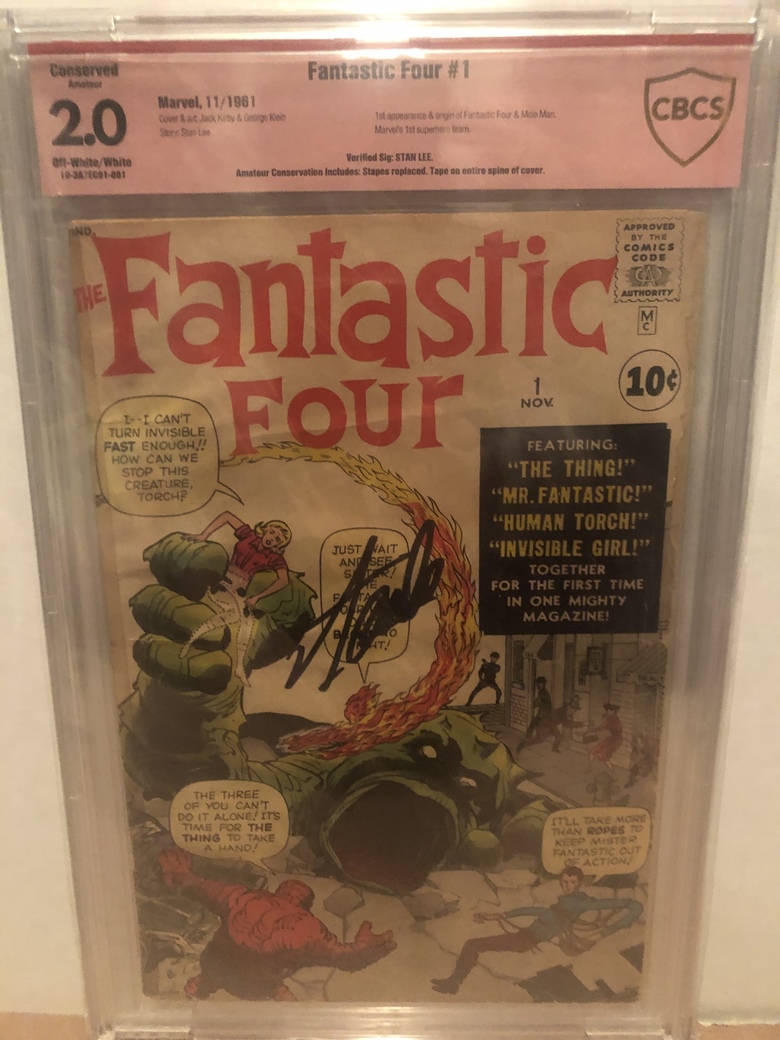 Conserved
Amateur
2.0
Off-White/White
Fantastic Four #1
Marvel, 11/1961
Cover & art: Jack Kirby & George Klein
Story: Stan Lee
1st appearance & origin of Fantastic Four & Mole Man.
Marvel's 1st superhero team.
Verified Sig: STAN LEE.
Amateur Conservation Includes: Stapes replaced. Tape on entire spine of cover.
CBCS
IND.
THE
Fantastic
Four
APPROVED
BY THE
COMICS
CODE
CA
AUTHORITY
M
C
1
NOV.
10¢
I--I CAN'T
TURN INVISIBLE
FAST ENOUGH!!
HOW CAN WE
STOP THIS
CREATURE,
TORCH?
FEATURING:
"THE THING!"
"MR. FANTASTIC!"
"HUMAN TORCH!"
"INVISIBLE GIRL!"
TOGETHER
FOR THE FIRST TIME
IN ONE MIGHTY
MAGAZINE!
JUST WAIT
AND SEE,
THE THREE
OF YOU CAN'T
DO IT ALONE! IT'S
TIME FOR THE
THING TO TAKE
A HAND!
IT'LL TAKE MORE
THAN ROPES TO
KEEP MISTER
FANTASTIC OUT
OF ACTION!